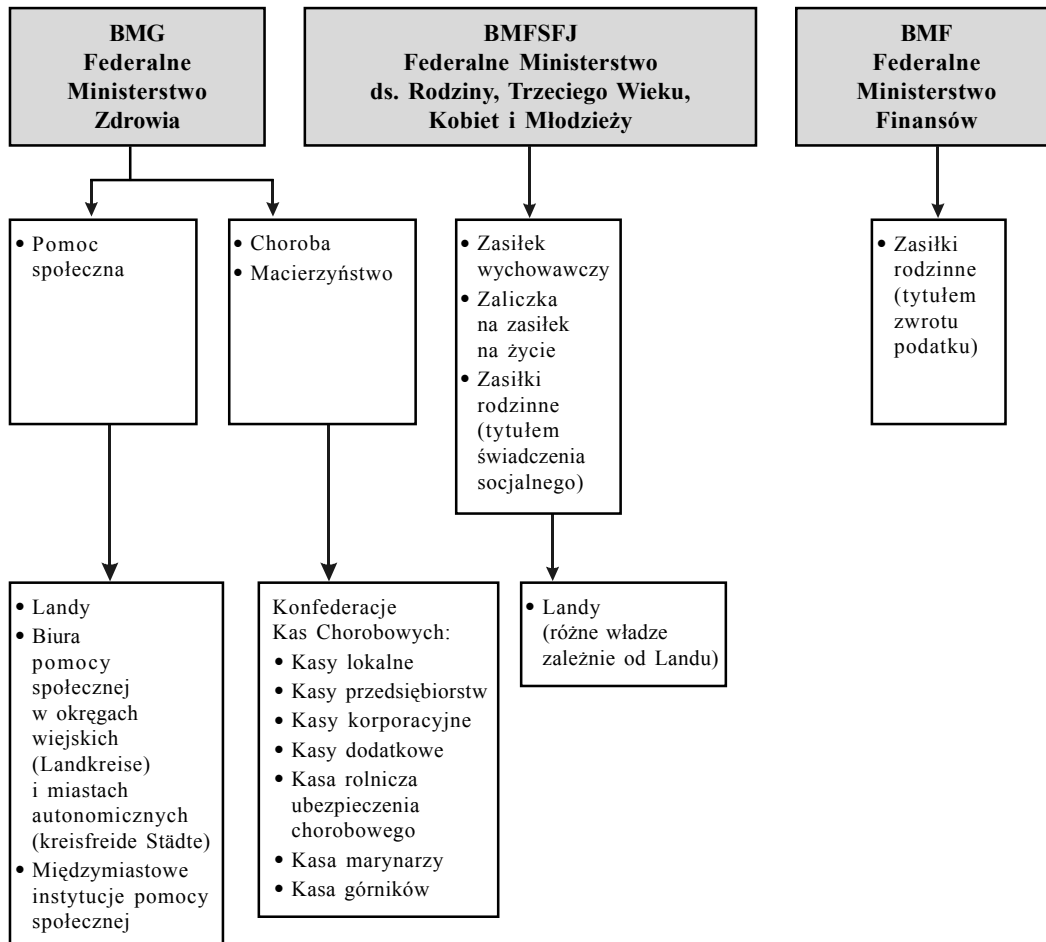 BMG
Federalne
Ministerstwo
Zdrowia
BMFSFJ
Federalne Ministerstwo
ds. Rodziny, Trzeciego Wieku,
Kobiet i Młodzieży
BMF
Federalne
Ministerstwo
Finansów
• Pomoc
społeczna
• Choroba
• Macierzyństwo
• Zasiłek
wychowawczy
• Zaliczka
na zasiłek
na życie
• Zasiłki
rodzinne
(tytułem
świadczenia
socjalnego)
• Zasiłki
rodzinne
(tytułem
zwrotu
podatku)
• Landy
• Biura
pomocy
społecznej
w okręgach
wiejskich
(Landkreise)
i miastach
autonomicznych
(kreisfreide Städte)
• Międzymiastowe
instytucje pomocy
społecznej
Konfederacje
Kas Chorobowych:
• Kasy lokalne
• Kasy przedsiębiorstw
• Kasy korporacyjne
• Kasy dodatkowe
• Kasa rolnicza
ubezpieczenia
chorobowego
• Kasa marynarzy
• Kasa górników
• Landy
(różne władze
zależnie od Landu)